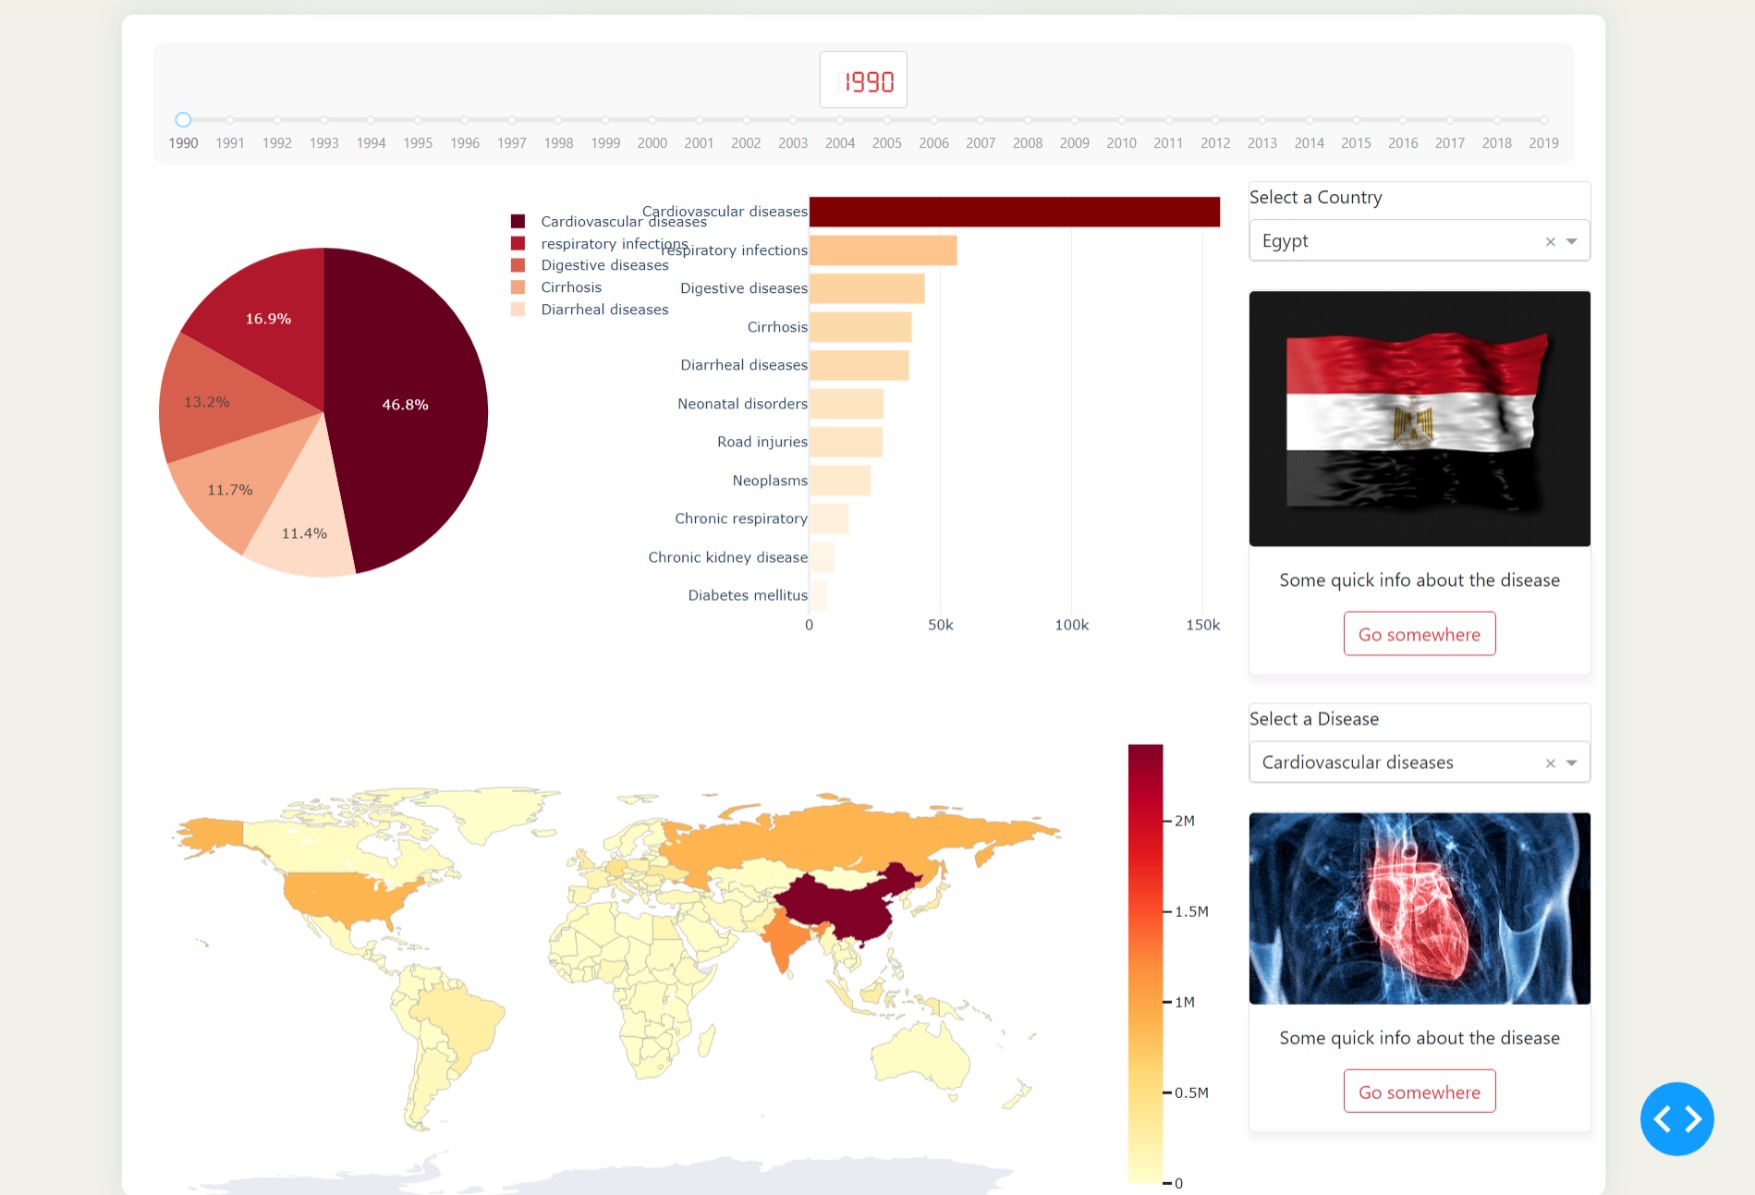 1990
1990 1991 1992 1993 1994 1995 1996 1997 1998 1999 2000 2001 2002 2003 2004 2005 2006 2007 2008 2009 2010 2011 2012 2013 2014 2015 2016 2017 2018 2019
Cardiovascular diseases
respiratory infections
Digestive diseases
Cirrhosis
Diarrheal diseases
16.9%
46.8%
13.2%
11.7%
11.4%
Cardiovascular diseases
respiratory infections
Digestive diseases
Cirrhosis
Diarrheal diseases
Neonatal disorders
Road injuries
Neoplasms
Chronic respiratory
Chronic kidney disease
Diabetes mellitus
0 50k 100k 150k
Select a Country
Egypt
Some quick info about the disease
Go somewhere
2M
1.5M
1M
0.5M
0
Select a Disease
Cardiovascular diseases
Some quick info about the disease
Go somewhere